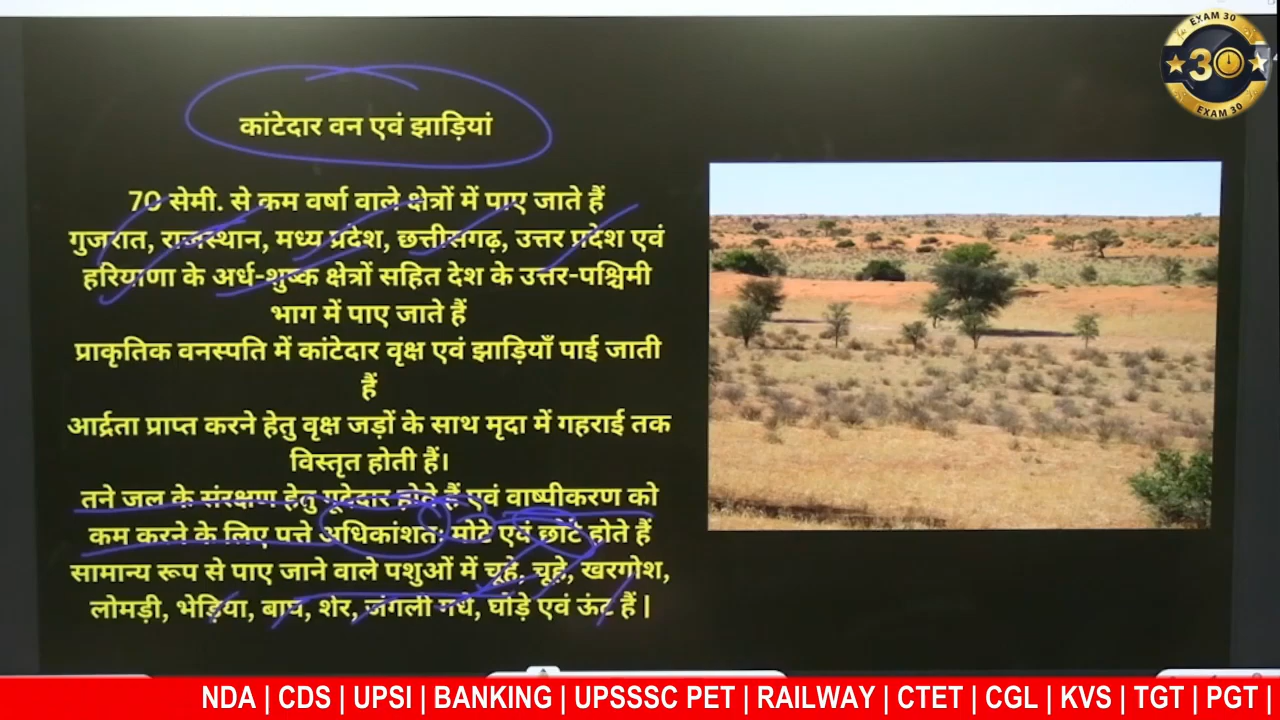 EXAM 30
30
EXAM 30
कांटेदार वन एवं झाड़ियां
70 सेमी. से कम वर्षा वाले क्षेत्रों में पाए जाते हैं
गुजरात, राजस्थान, मध्य प्रदेश, छत्तीसगढ़, उत्तर प्रदेश एवं
हरियाणा के अर्ध-शुष्क क्षेत्रों सहित देश के उत्तर-पश्चिमी
भाग में पाए जाते हैं
प्राकृतिक वनस्पति में कांटेदार वृक्ष एवं झाड़ियाँ पाई जाती
हैं
आर्द्रता प्राप्त करने हेतु वृक्ष जड़ों के साथ मृदा में गहराई तक
विस्तृत होती हैं।
तने जल के संरक्षण हेतु गूदेदार होते हैं एवं वाष्पीकरण को
कम करने के लिए पत्ते अधिकांशतः मोटे एवं छोटे होते हैं
सामान्य रूप से पाए जाने वाले पशुओं में चूहे, चूहे, खरगोश,
लोमड़ी, भेड़िया, बाघ, शेर, जंगली गधे, घोड़े एवं ऊंट हैं |
NDA | CDS | UPSI | BANKING | UPSSSC PET | RAILWAY | CTET | CGL | KVS | TGT | PGT |